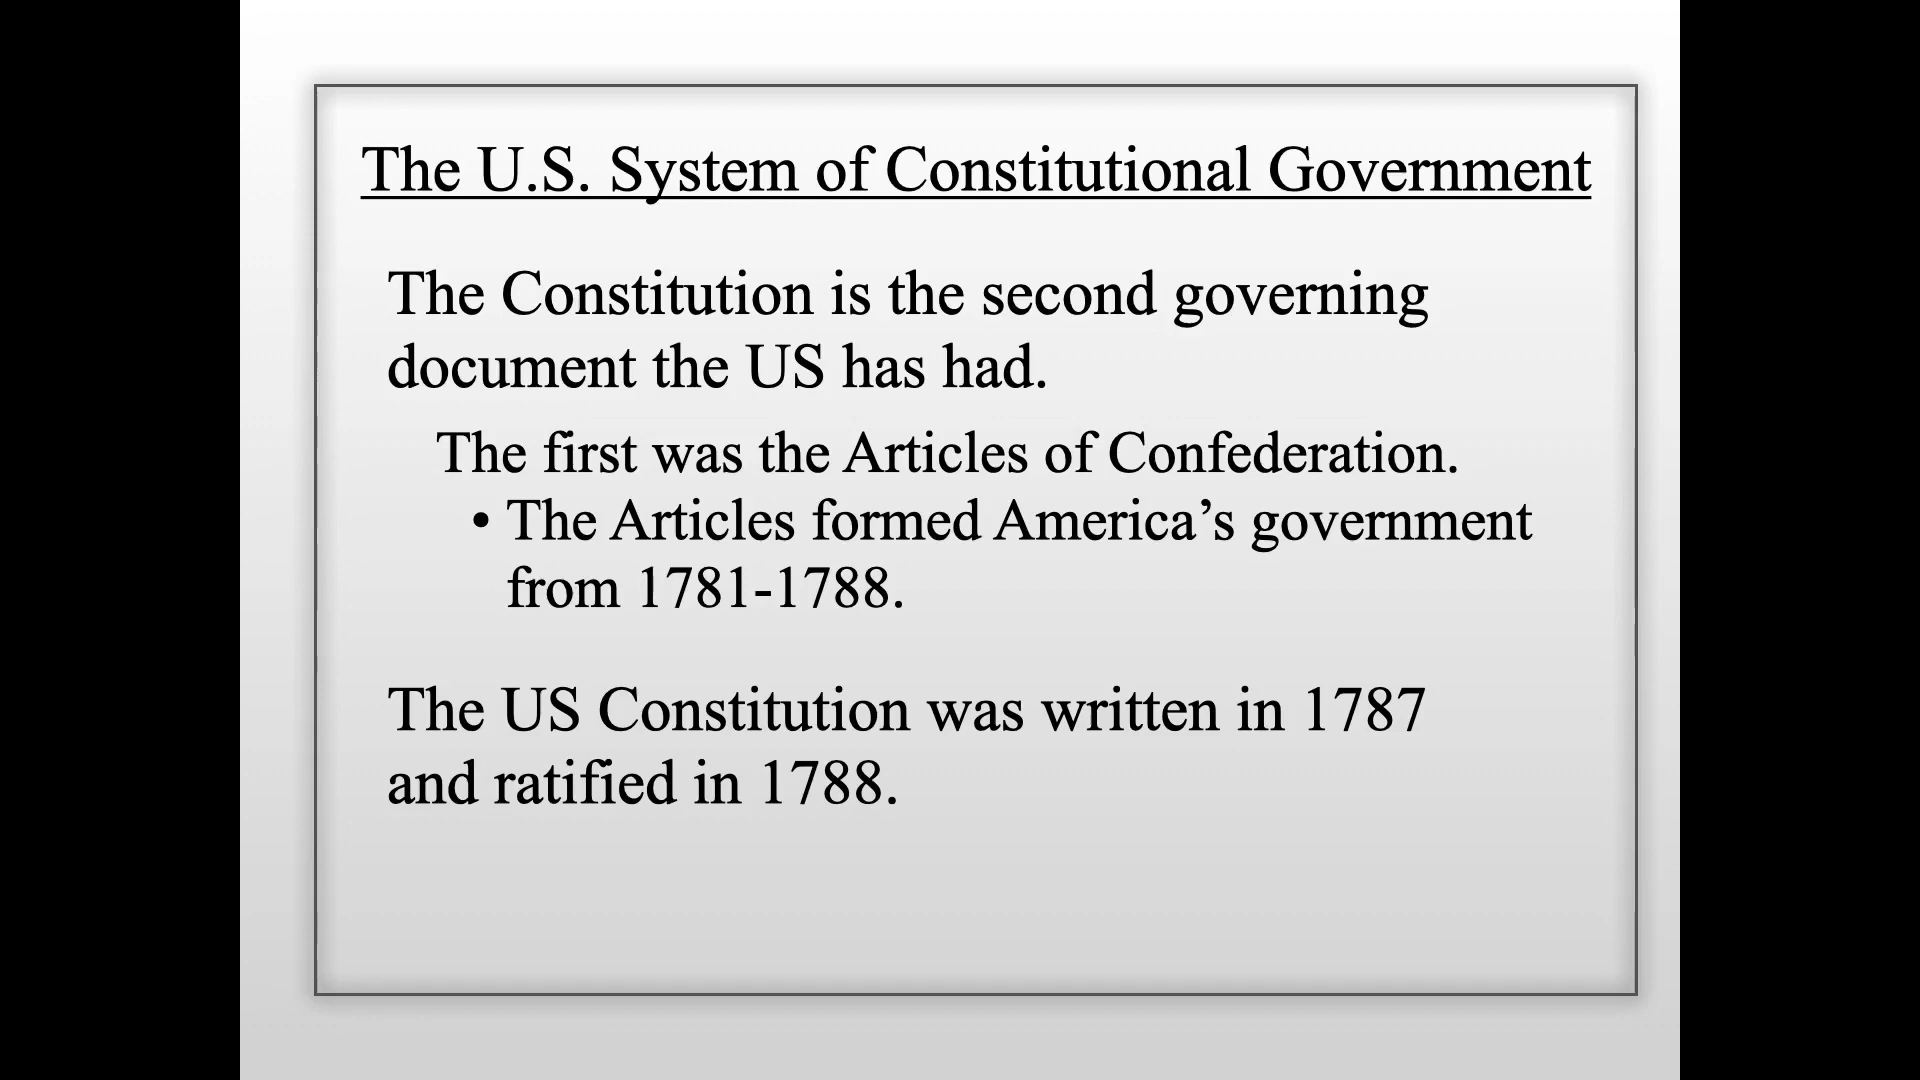 The U.S. System of Constitutional Government
The Constitution is the second governing
document the US has had.
The first was the Articles of Confederation.
• The Articles formed America’s government
from 1781-1788.
The US Constitution was written in 1787
and ratified in 1788.